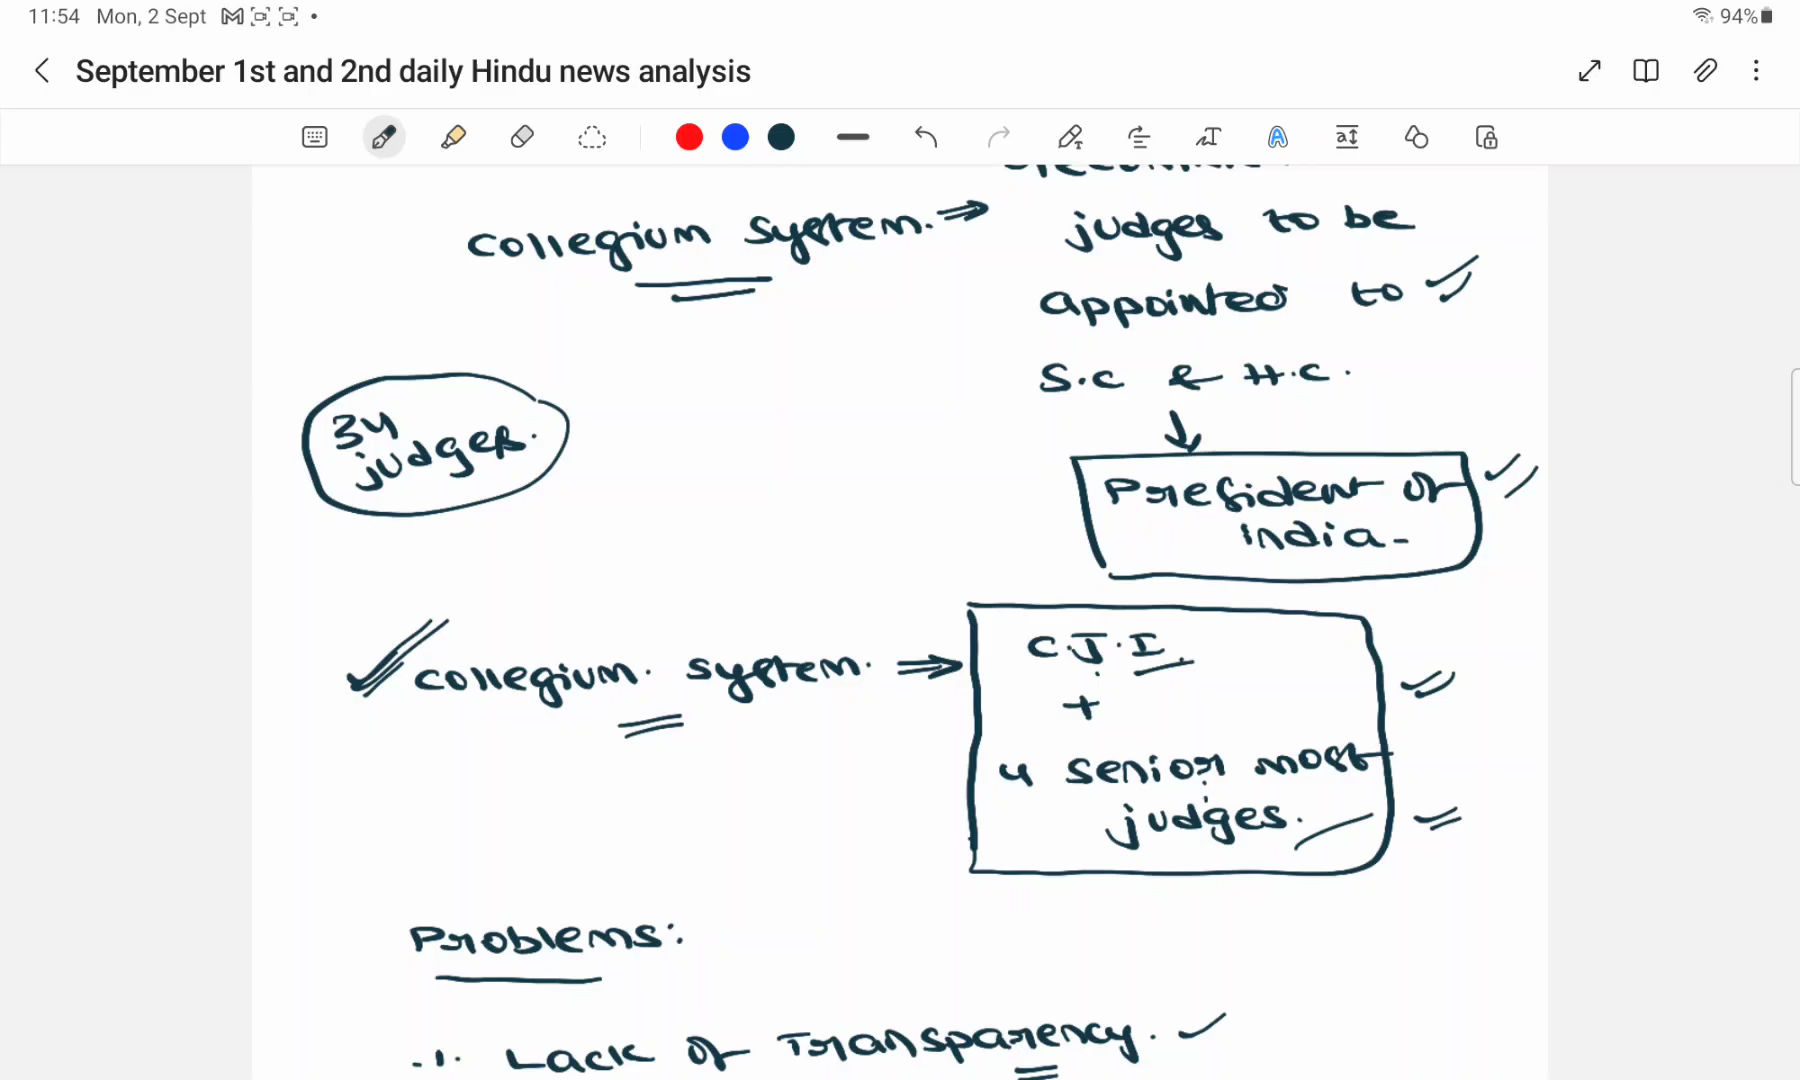 11:54 Mon, 2 Sept
94%
September 1st and 2nd daily Hindu news analysis
collegium system. ⇒
judges to be
appointed to
S.C & H.C.
↓
President of
india-
34
judges.
collegium. system. ⇒
C.J.I.
+
4 senior most
judges.
Problems:
1. Lack of Transparency.